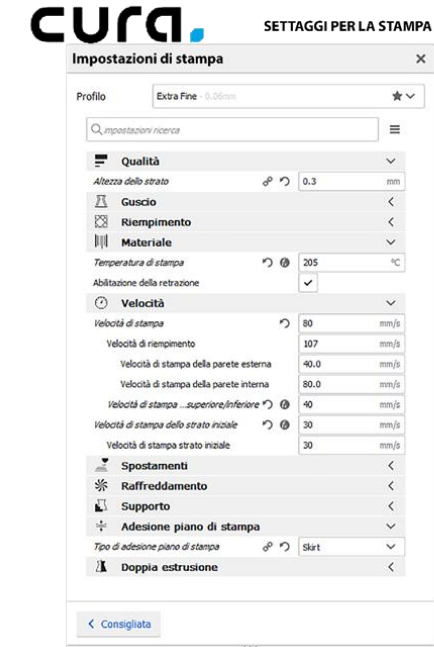 cura.
SETTAGGI PER LA STAMPA
Impostazioni di stampa ×
Profilo Extra Fine - 0.06mm
impostazioni ricerca
Qualità
Altezza dello strato 0.3 mm
Guscio
Riempimento
Materiale
Temperatura di stampa 205 °C
Abilitazione della retrazione
Velocità
Velocità di stampa 80 mm/s
Velocità di riempimento 107 mm/s
Velocità di stampa della parete esterna 40.0 mm/s
Velocità di stampa della parete interna 80.0 mm/s
Velocità di stampa ...superiore/inferiore 40 mm/s
Velocità di stampa dello strato iniziale 30 mm/s
Velocità di stampa strato iniziale 30 mm/s
Spostamenti
Raffreddamento
Supporto
Adesione piano di stampa
Tipo di adesione piano di stampa Skirt
Doppia estrusione
Consigliata